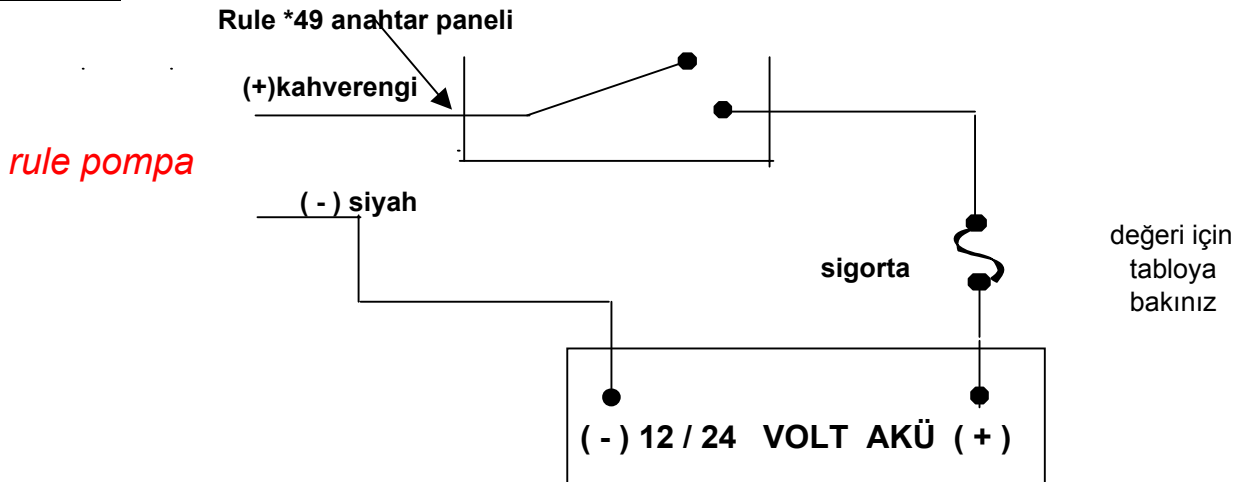 Rule *49 anahtar paneli
(+)kahverengi
rule pompa
( - ) siyah
sigorta
değeri için
tabloya
bakınız
( - ) 12 / 24 VOLT AKÜ ( + )